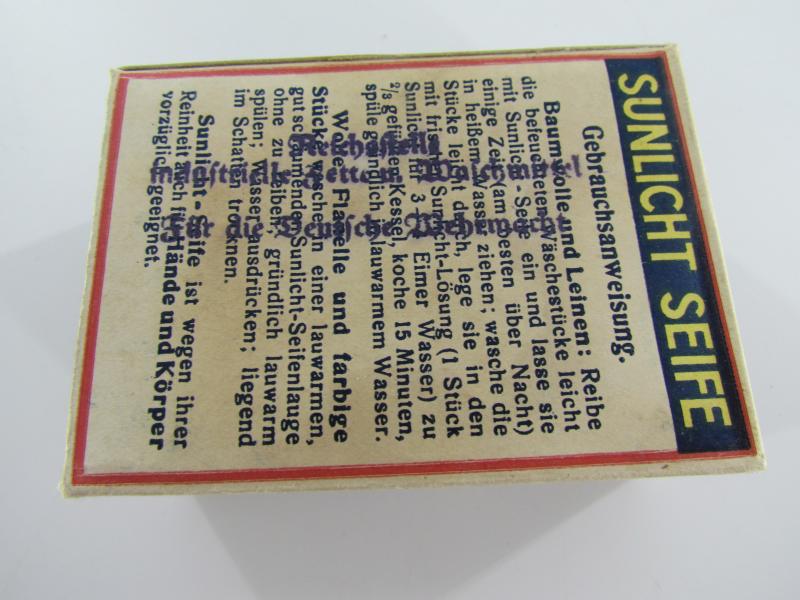 SUNLICHT SEIFE
Gebrauchsanweisung.
Baumwolle und Leinen: Reibe
die befeuchteten Wäschestücke leicht
mit Sunlicht-Seife ein und lasse sie
einige Zeit (am besten über Nacht)
in heißem Wasser ziehen; wasche die
Stücke leicht durch, lege sie in den
mit frischer Sunlicht-Lösung (1 Stück
Sunlicht für 3- Eimer Wasser) zu
2/3 gefüllten Kessel, koche 15 Minuten,
spüle gründlich in lauwarmem Wasser.
Wolle, Flanelle und farbige
Stücke wasche in einer lauwarmen,
gut schäumenden Sunlicht-Seifenlauge
ohne zu reiben; gründlich lauwarm
spülen; Wasser ausdrücken; liegend
im Schatten trocknen.
Sunlicht-Seife ist wegen ihrer
Reinheit auch für Hände und Körper
vorzüglich geeignet.
Reichsstelle
industrielle Fette u. Waschmittel
Für die Deutsche Wehrmacht